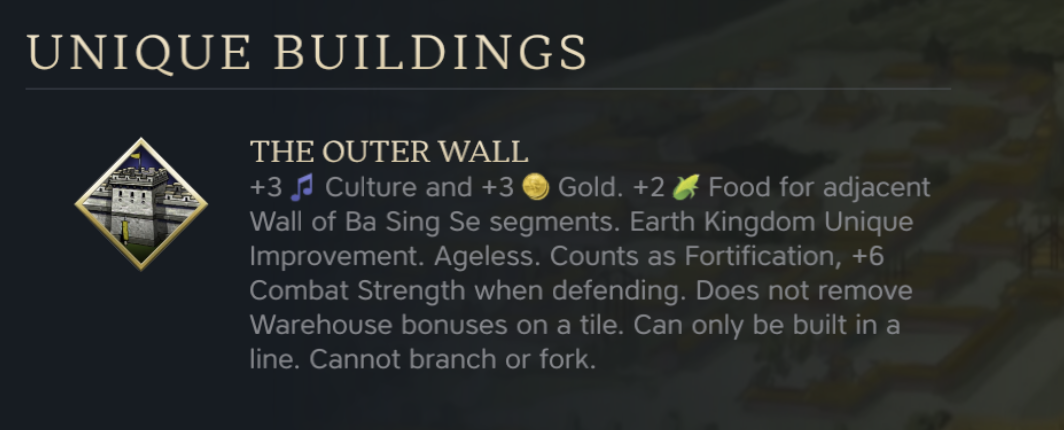 UNIQUE BUILDINGS
THE OUTER WALL
+3 Culture and +3 Gold. +2 Food for adjacent
Wall of Ba Sing Se segments. Earth Kingdom Unique
Improvement. Ageless. Counts as Fortification, +6
Combat Strength when defending. Does not remove
Warehouse bonuses on a tile. Can only be built in a
line. Cannot branch or fork.